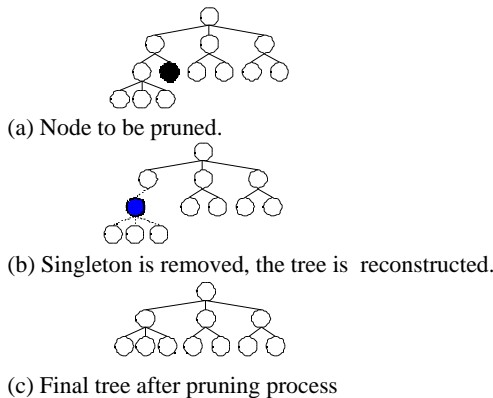 (a) Node to be pruned.
(b) Singleton is removed, the tree is reconstructed.
(c) Final tree after pruning process